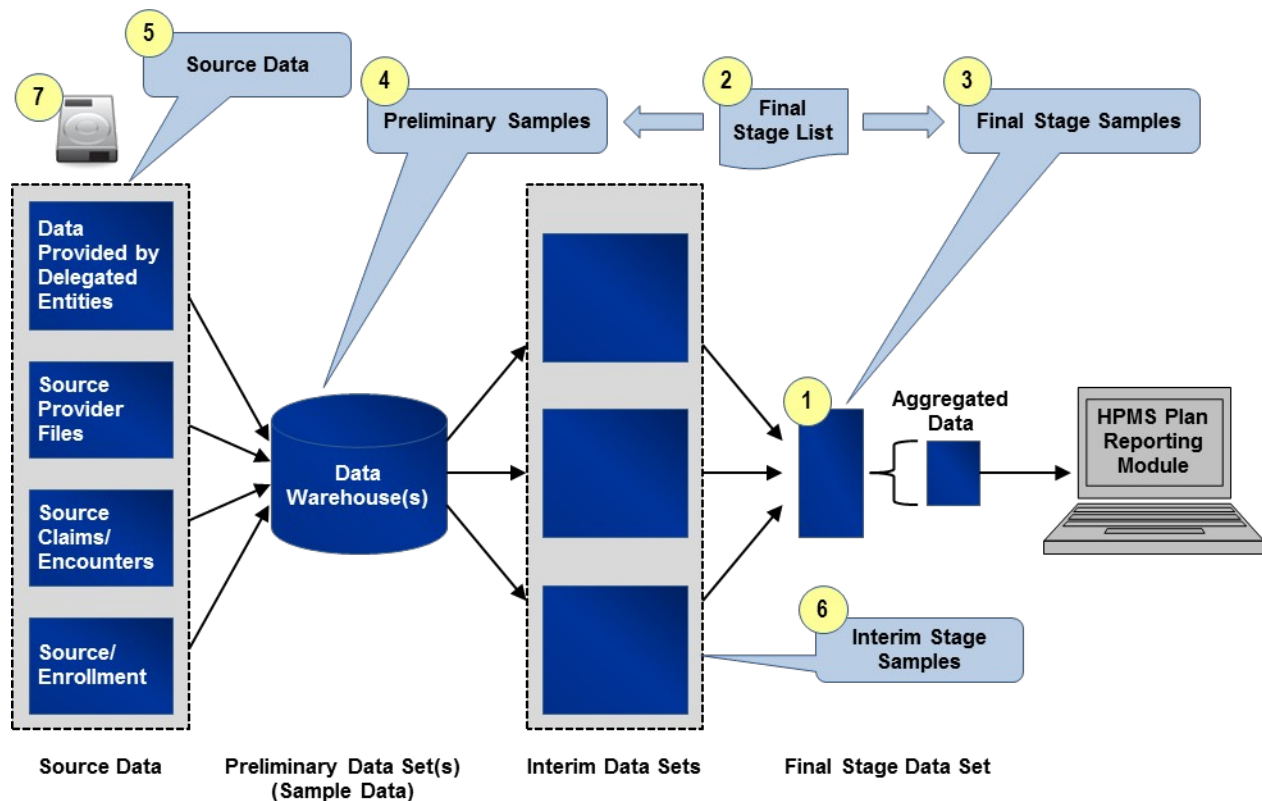 5
Source Data
7
4
Preliminary Samples
2
Final
Stage List
3
Final Stage Samples
Data
Provided by
Delegated
Entities
Source
Provider
Files
Source
Claims/
Encounters
Source/
Enrollment
Data
Warehouse(s)
1
Aggregated
Data
HPMS Plan
Reporting
Module
6
Interim Stage
Samples
Source Data
Preliminary Data Set(s)
(Sample Data)
Interim Data Sets
Final Stage Data Set